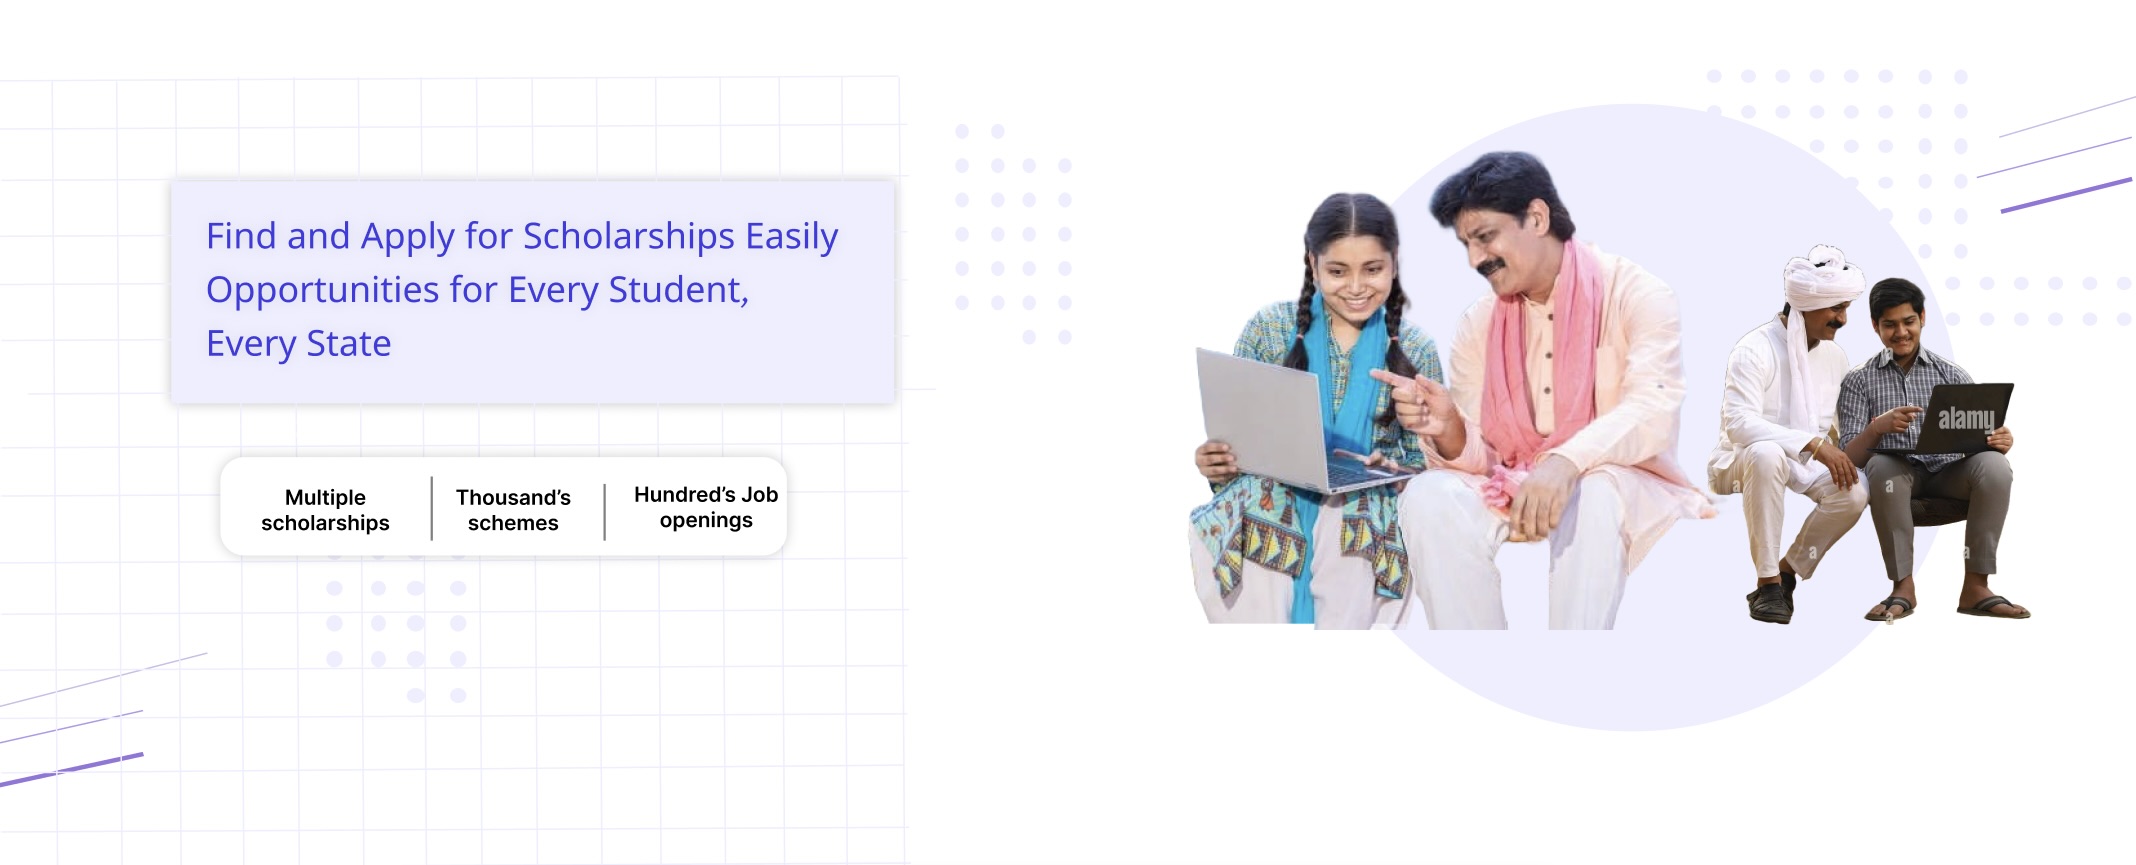 Find and Apply for Scholarships Easily
Opportunities for Every Student,
Every State
Multiple
scholarships
Thousand’s
schemes
Hundred’s Job
openings
alamy
a
a
a
a
a
a